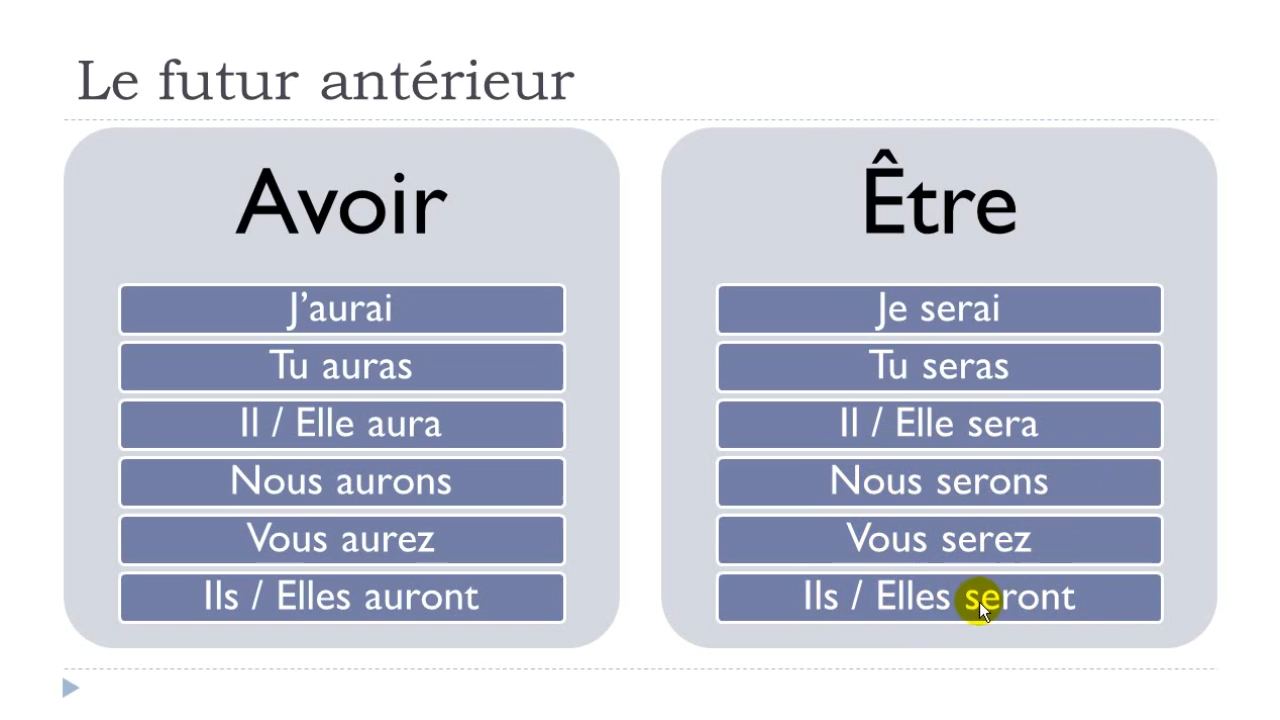 Le futur antérieur
Avoir
J’aurai
Tu auras
Il / Elle aura
Nous aurons
Vous aurez
Ils / Elles auront
Être
Je serai
Tu seras
Il / Elle sera
Nous serons
Vous serez
Ils / Elles seront